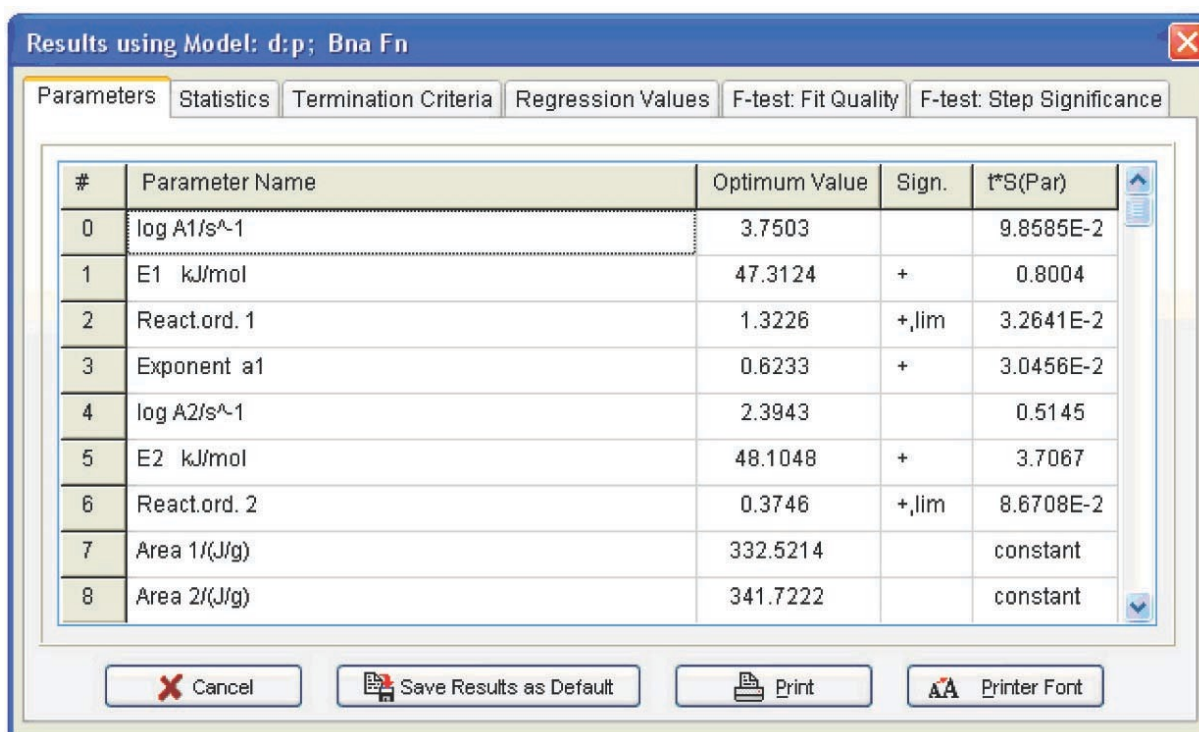 Results using Model: d:p; Bna Fn
Parameters Statistics Termination Criteria Regression Values F-test: Fit Quality F-test: Step Significance
# Parameter Name Optimum Value Sign. t*S(Par)
0 log A1/s^-1 3.7503 9.8585E-2
1 E1 kJ/mol 47.3124 + 0.8004
2 React.ord. 1 1.3226 +,lim 3.2641E-2
3 Exponent a1 0.6233 + 3.0456E-2
4 log A2/s^-1 2.3943 0.5145
5 E2 kJ/mol 48.1048 + 3.7067
6 React.ord. 2 0.3746 +,lim 8.6708E-2
7 Area 1/(J/g) 332.5214 constant
8 Area 2/(J/g) 341.7222 constant
Cancel Save Results as Default Print AA Printer Font